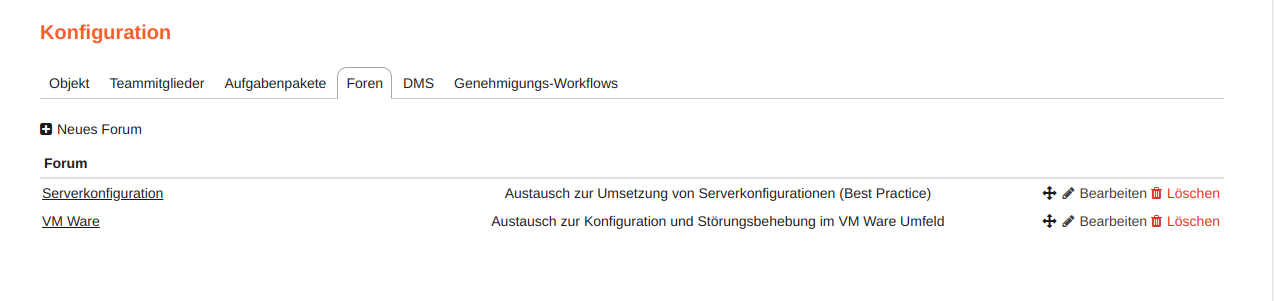 Konfiguration
Objekt Teammitglieder Aufgabenpakete Foren DMS Genehmigungs-Workflows
Neues Forum
Forum
Serverkonfiguration Austausch zur Umsetzung von Serverkonfigurationen (Best Practice) Bearbeiten Löschen
VM Ware Austausch zur Konfiguration und Störungsbehebung im VM Ware Umfeld Bearbeiten Löschen